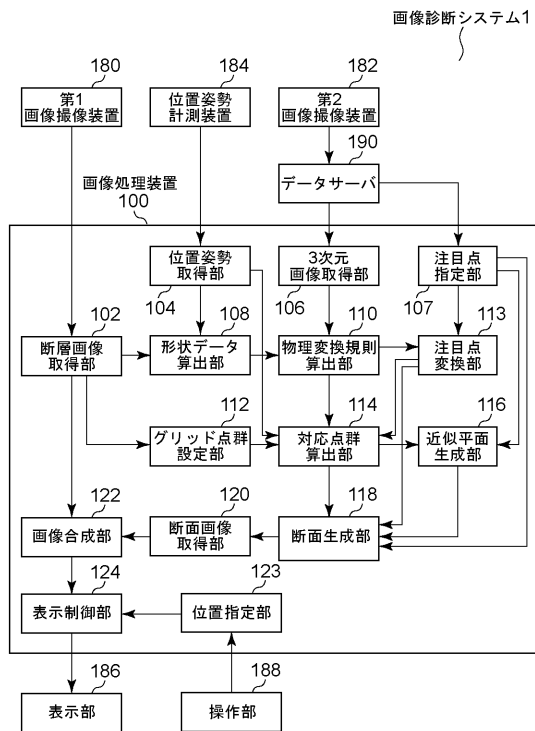 画像診断システム1
180
184
182
第1
画像撮像装置
位置姿勢
計測装置
第2
画像撮像装置
190
データサーバ
画像処理装置
100
位置姿勢
取得部
104
3次元
画像取得部
106
注目点
指定部
107
102
108
110
113
断層画像
取得部
形状データ
算出部
物理変換規則
算出部
注目点
変換部
112
114
116
グリッド点群
設定部
対応点群
算出部
近似平面
生成部
122
120
118
画像合成部
断面画像
取得部
断面生成部
124
123
表示制御部
位置指定部
186
188
表示部
操作部